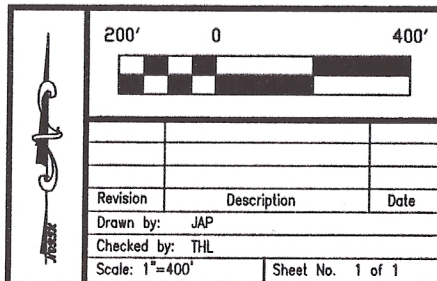 200' 0 400'
Revision Description Date
Drawn by: JAP
Checked by: THL
Scale: 1"=400' Sheet No. 1 of 1